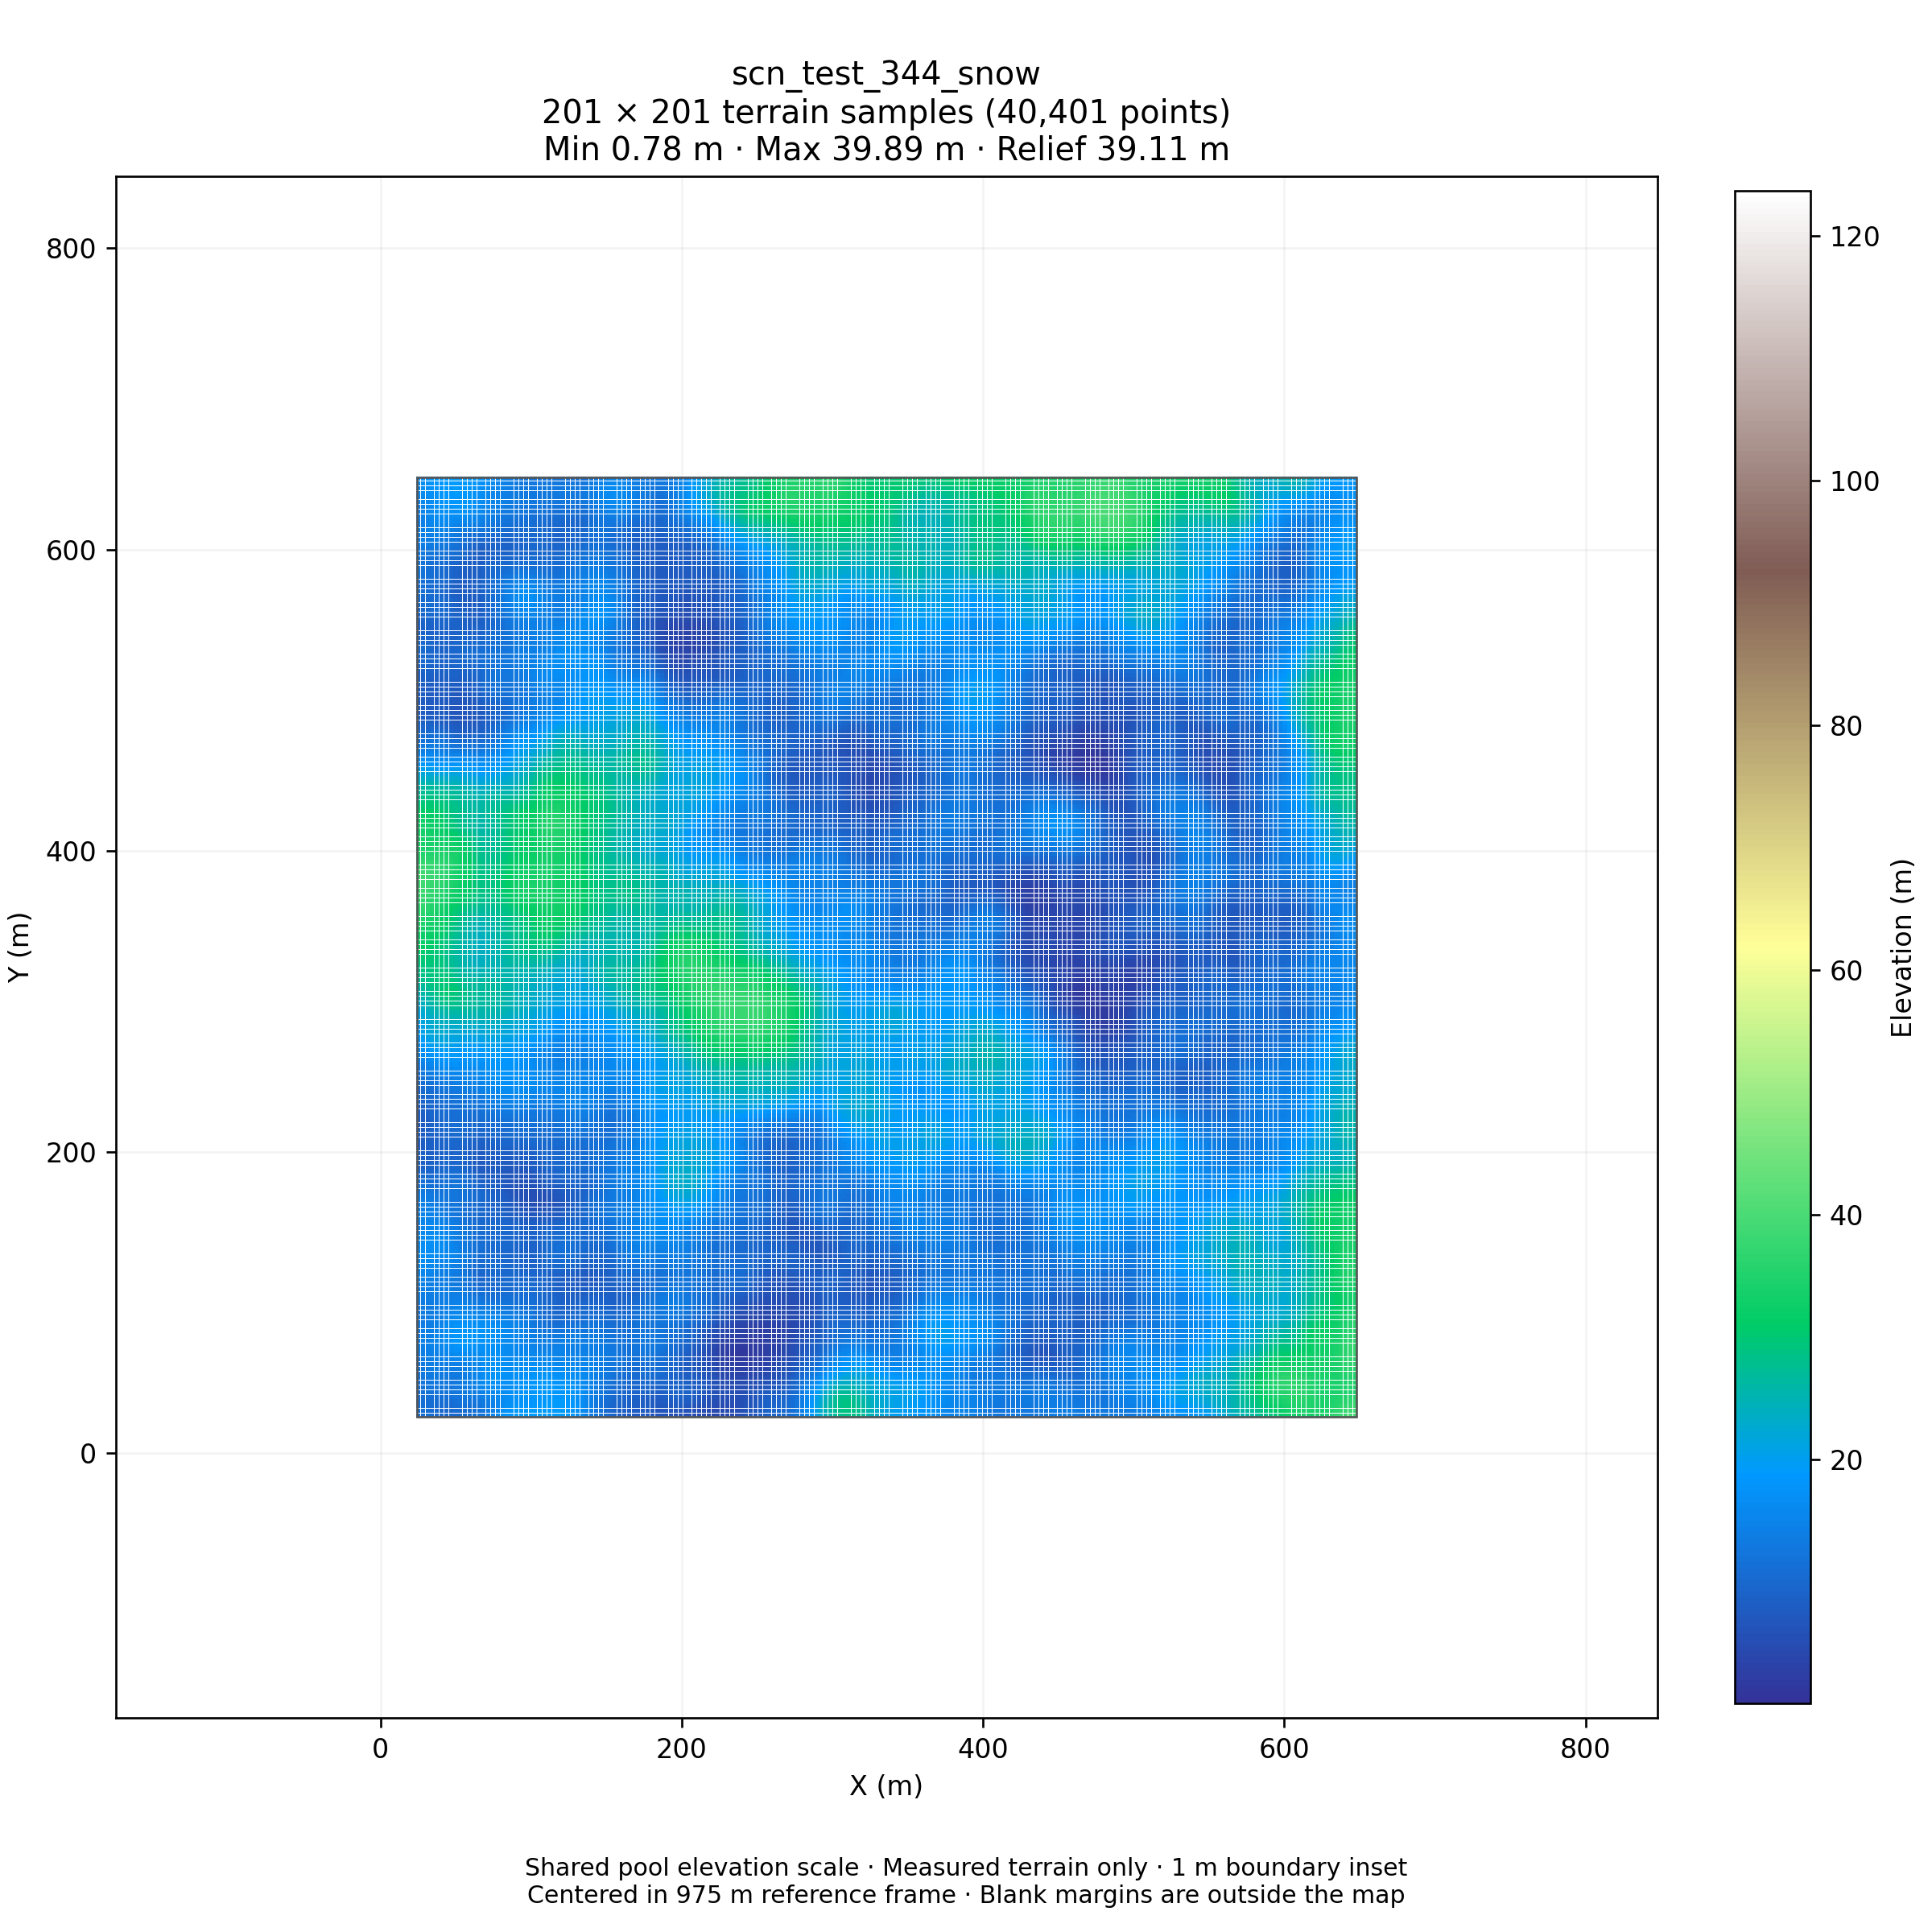 scn_test_344_snow
201 × 201 terrain samples (40,401 points)
Min 0.78 m · Max 39.89 m · Relief 39.11 m
800
600
400
200
0
Y (m)
0
200
400
600
800
X (m)
120
100
80
60
40
20
Elevation (m)
Shared pool elevation scale · Measured terrain only · 1 m boundary inset
Centered in 975 m reference frame · Blank margins are outside the map